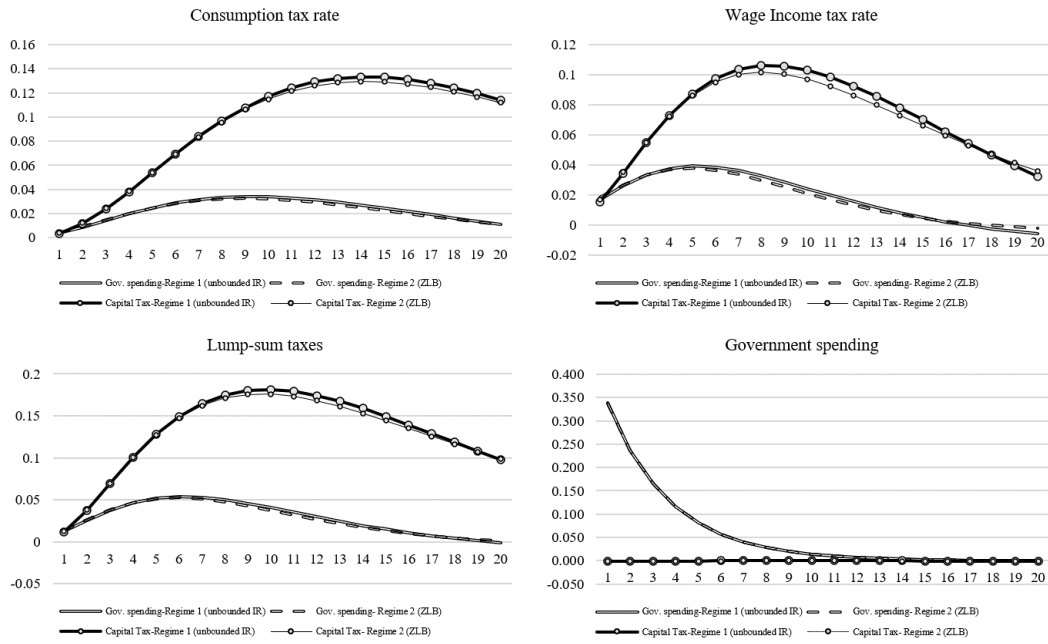 Consumption tax rate
0.16
0.14
0.12
0.1
0.08
0.06
0.04
0.02
0
1 2 3 4 5 6 7 8 9 10 11 12 13 14 15 16 17 18 19 20
Gov. spending-Regime 1 (unbounded IR) Gov. spending- Regime 2 (ZLB)
Capital Tax-Regime 1 (unbounded IR) Capital Tax- Regime 2 (ZLB)
Wage Income tax rate
0.12
0.1
0.08
0.06
0.04
0.02
0
-0.02
1 2 3 4 5 6 7 8 9 10 11 12 13 14 15 16 17 18 19 20
Gov. spending-Regime 1 (unbounded IR) Gov. spending- Regime 2 (ZLB)
Capital Tax-Regime 1 (unbounded IR) Capital Tax- Regime 2 (ZLB)
Lump-sum taxes
0.2
0.15
0.1
0.05
0
-0.05
1 2 3 4 5 6 7 8 9 10 11 12 13 14 15 16 17 18 19 20
Gov. spending-Regime 1 (unbounded IR) Gov. spending- Regime 2 (ZLB)
Capital Tax-Regime 1 (unbounded IR) Capital Tax- Regime 2 (ZLB)
Government spending
0.400
0.350
0.300
0.250
0.200
0.150
0.100
0.050
0.000
-0.050
1 2 3 4 5 6 7 8 9 10 11 12 13 14 15 16 17 18 19 20
Gov. spending-Regime 1 (unbounded IR) Gov. spending- Regime 2 (ZLB)
Capital Tax-Regime 1 (unbounded IR) Capital Tax- Regime 2 (ZLB)